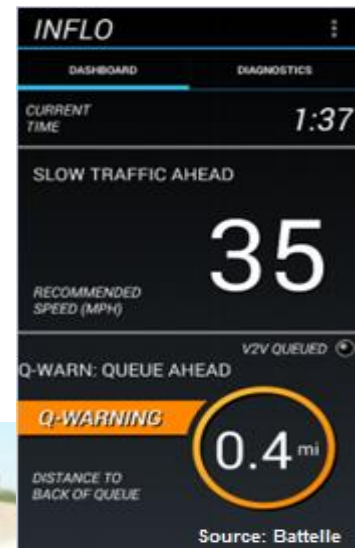 INFLO
DASHBOARD DIAGNOSTICS
CURRENT
TIME
1:37
SLOW TRAFFIC AHEAD
35
RECOMMENDED
SPEED (MPH)
V2V QUEUED
Q-WARN: QUEUE AHEAD
Q-WARNING
0.4 mi
DISTANCE TO
BACK OF QUEUE
Source: Battelle